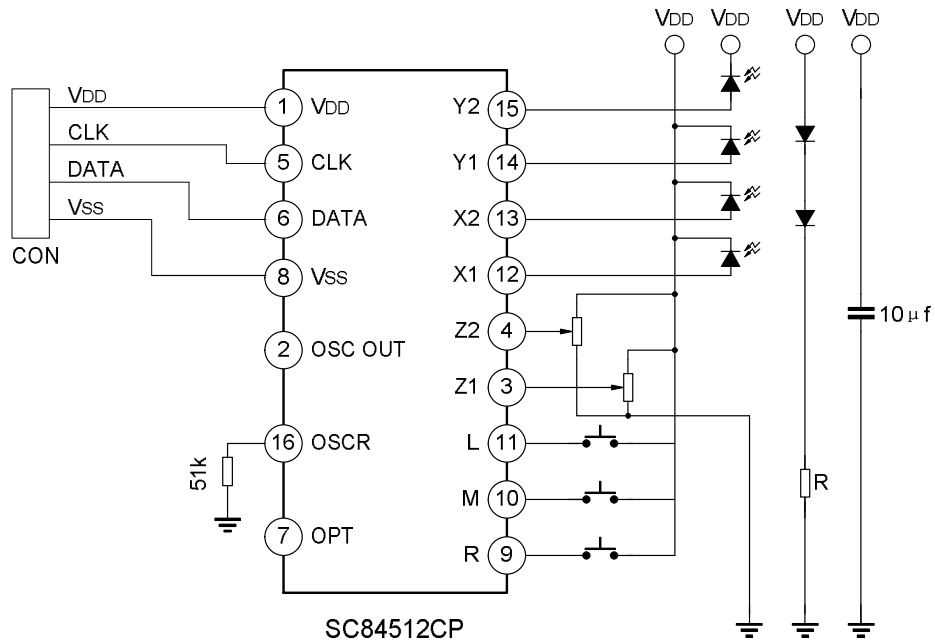 VDD VDD VDD VDD
VDD
CLK
DATA
VSS
CON
1 VDD
5 CLK
6 DATA
8 VSS
2 OSC OUT
16 OSCR
51k
7 OPT
Y2 15
Y1 14
X2 13
X1 12
Z2 4
Z1 3
L 11
M 10
R 9
10μf
R
SC84512CP